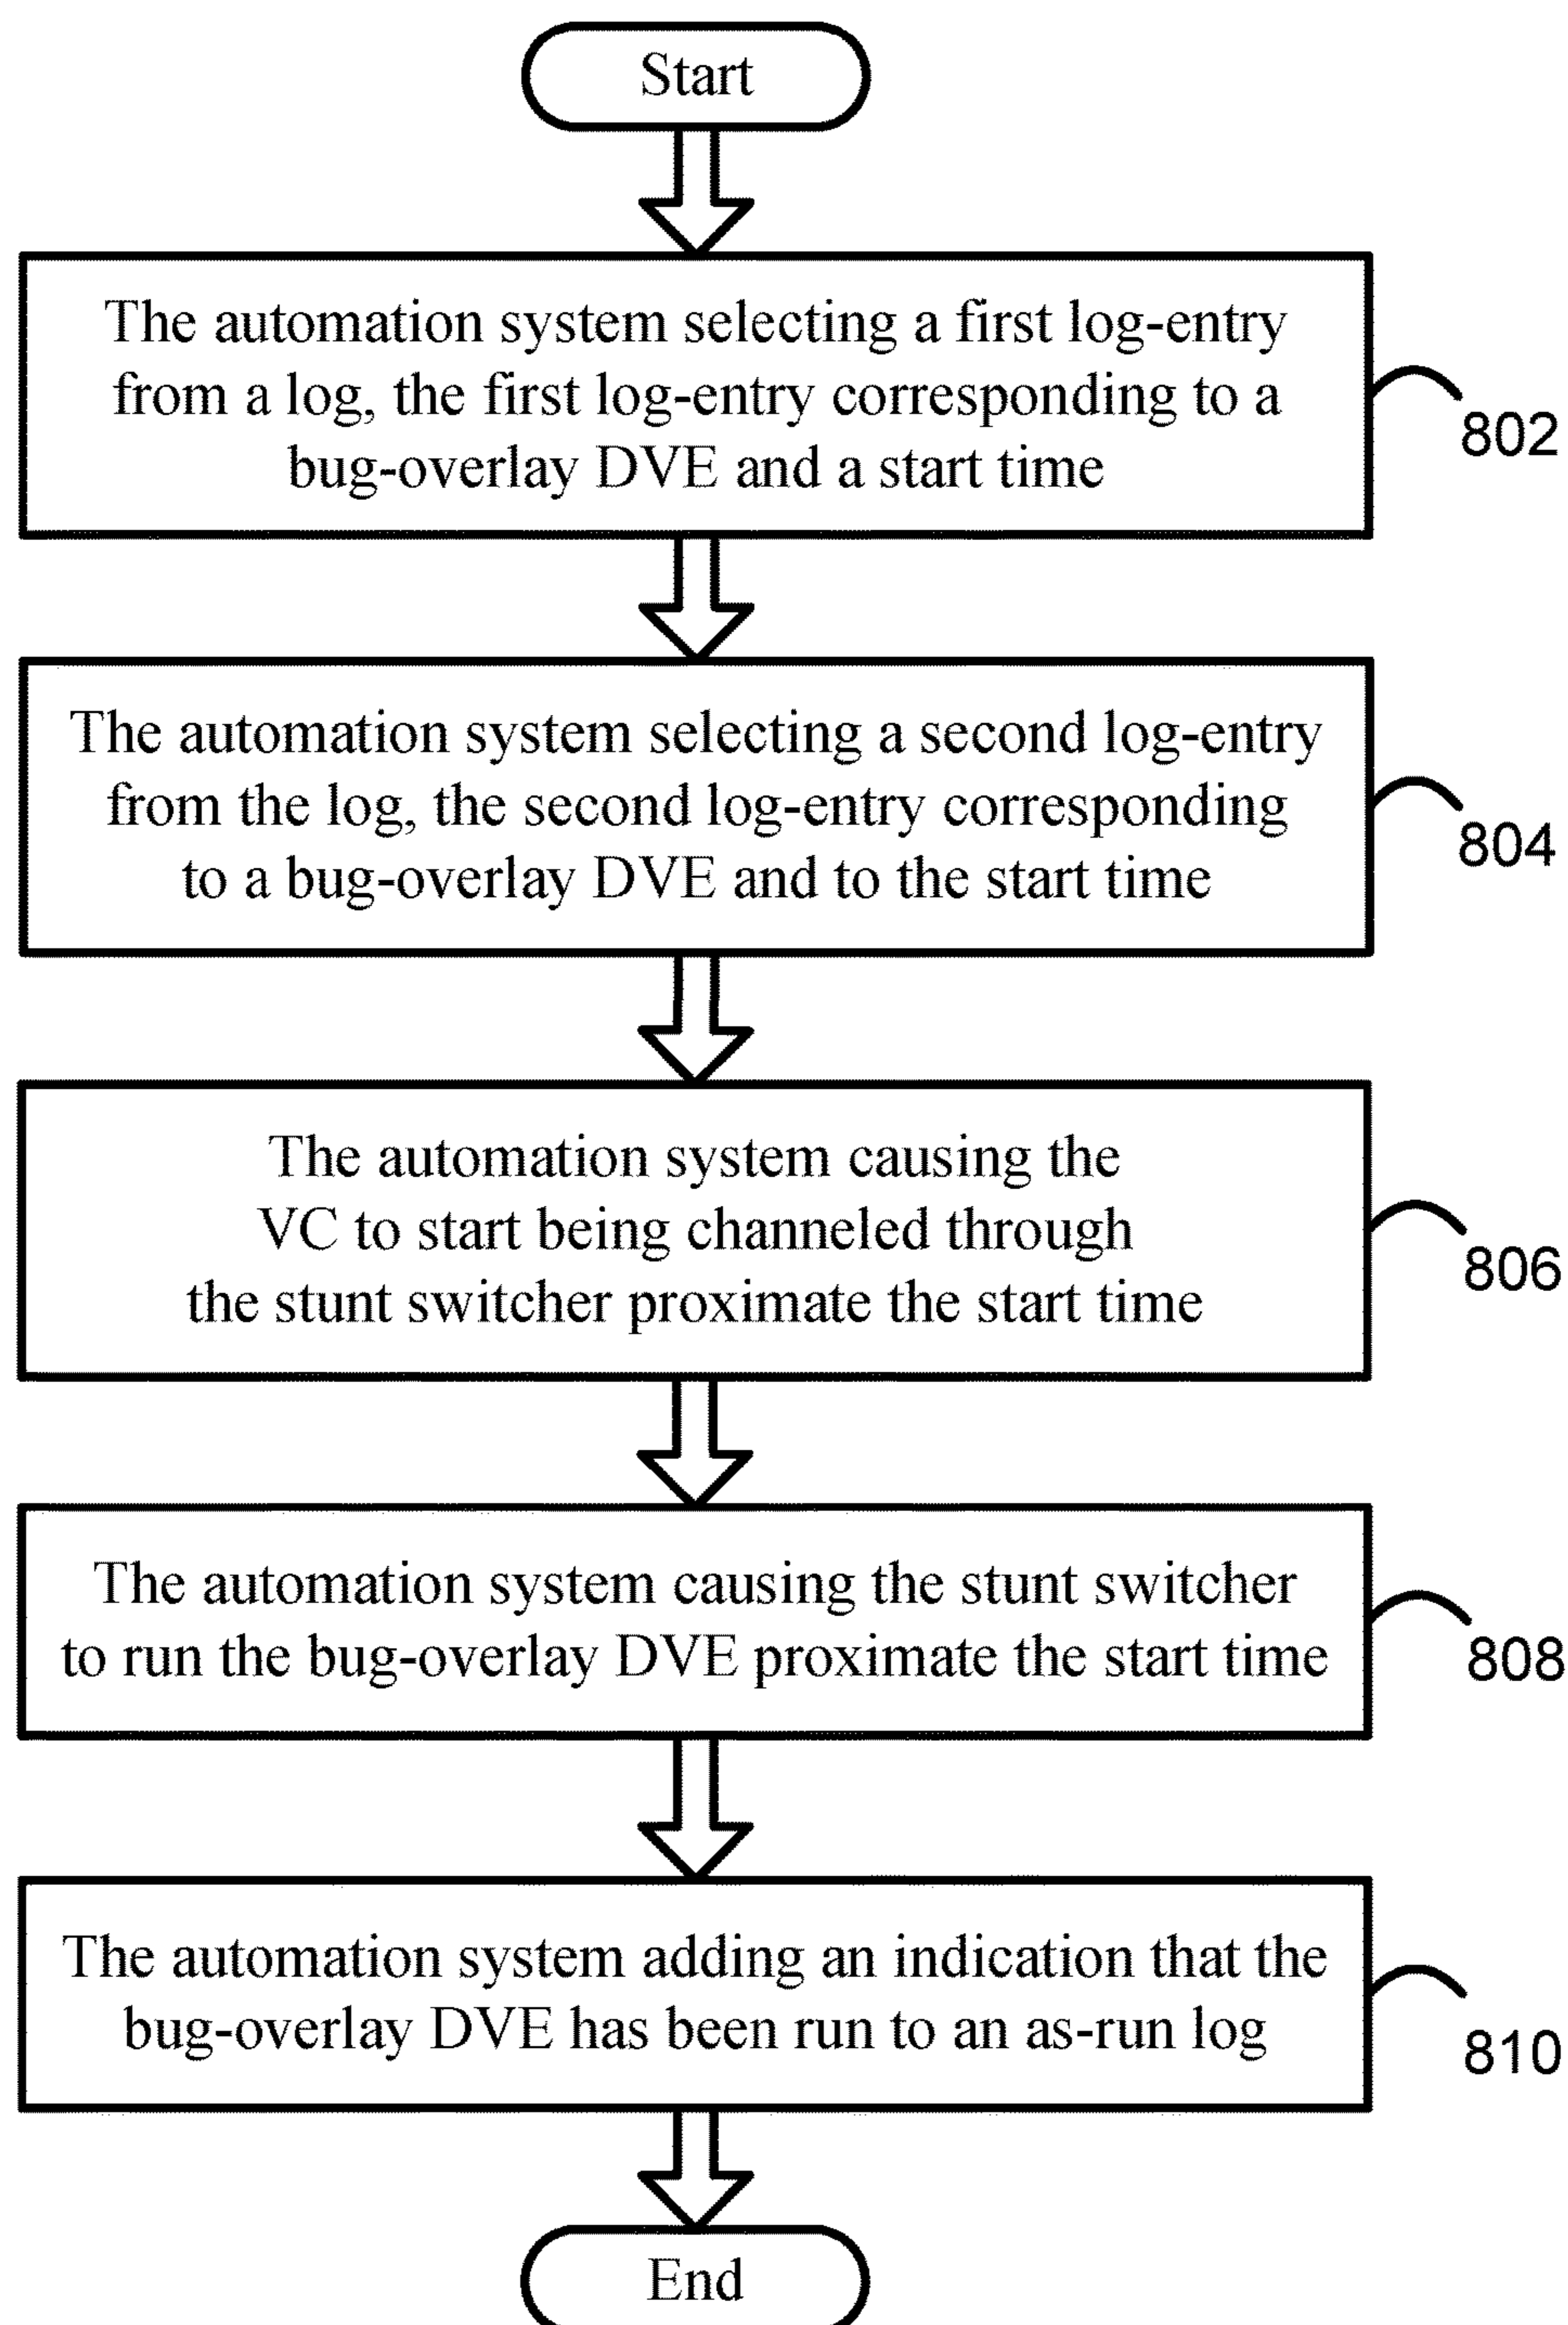 Start
The automation system selecting a first log-entry
from a log, the first log-entry corresponding to a
bug-overlay DVE and a start time
802
The automation system selecting a second log-entry
from the log, the second log-entry corresponding
to a bug-overlay DVE and to the start time
804
The automation system causing the
VC to start being channeled through
the stunt switcher proximate the start time
806
The automation system causing the stunt switcher
to run the bug-overlay DVE proximate the start time
808
The automation system adding an indication that the
bug-overlay DVE has been run to an as-run log
810
End